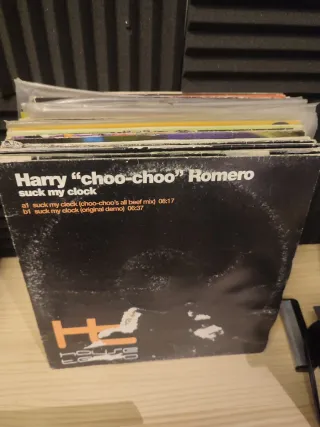 Harry "choo-choo" Romero
suck my clock
a1 suck my clock (choo-choo's all beef mix) 06:17
b1 suck my clock (original demo) 06:37